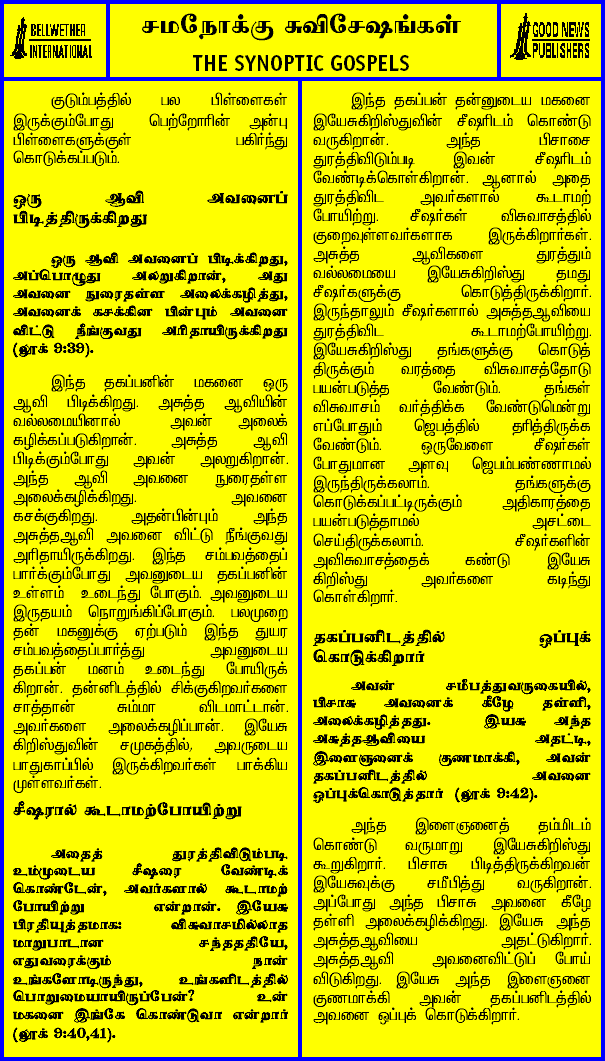 BELLWETHER
INTERNATIONAL
சமநோக்கு சுவிசேஷங்கள்
THE SYNOPTIC GOSPELS
GOOD NEWS
PUBLISHERS
குடும்பத்தில் பல பிள்ளைகள்
இருக்கும்போது பெற்றோரின் அன்பு
பிள்ளைகளுக்குள் பகிர்ந்து
கொடுக்கப்படும்.
ஒரு ஆவி அவனைப்
பிடித்திருக்கிறது
ஒரு ஆவி அவனைப் பிடிக்கிறது,
அப்பொழுது அலறுகிறான், அது
அவனை நுரைதள்ள அலைக்கழித்து,
அவனைக் கசக்கின பின்பும் அவனை
விட்டு நீங்குவது அரிதாயிருக்கிறது
(லூக் 9:39).
இந்த தகப்பனின் மகனை ஒரு
ஆவி பிடிக்கிறது. அசுத்த ஆவியின்
வல்லமையினால் அவன் அலைக்
கழிக்கப்படுகிறான். அசுத்த ஆவி
பிடிக்கும்போது அவன் அலறுகிறான்.
அந்த ஆவி அவனை நுரைதள்ள
அலைக்கழிக்கிறது. அவனை
கசக்குகிறது. அதன்பின்பும் அந்த
அசுத்தஆவி அவனை விட்டு நீங்குவது
அரிதாயிருக்கிறது. இந்த சம்பவத்தைப்
பார்க்கும்போது அவனுடைய தகப்பனின்
உள்ளம் உடைந்து போகும். அவனுடைய
இருதயம் நொறுங்கிப்போகும். பலமுறை
தன் மகனுக்கு ஏற்படும் இந்த துயர
சம்பவத்தைப்பார்த்து அவனுடைய
தகப்பன் மனம் உடைந்து போயிருக்
கிறான். தன்னிடத்தில் சிக்குகிறவர்களை
சாத்தான் சும்மா விடமாட்டான்.
அவர்களை அலைக்கழிப்பான். இயேசு
கிறிஸ்துவின் சமுகத்தில், அவருடைய
பாதுகாப்பில் இருக்கிறவர்கள் பாக்கிய
முள்ளவர்கள்.
சீஷரால் கூடாமற்போயிற்று
அதைத் துரத்திவிடும்படி
உம்முடைய சீஷரை வேண்டிக்
கொண்டேன், அவர்களால் கூடாமற்
போயிற்று என்றான். இயேசு
பிரதியுத்தமாக: விசுவாசமில்லாத
மாறுபாடான சந்தததியே,
எதுவரைக்கும் நான்
உங்களோடிருந்து, உங்களிடத்தில்
பொறுமையாயிருப்பேன்? உன்
மகனை இங்கே கொண்டுவா என்றார்
(லூக் 9:40,41).
இந்த தகப்பன் தன்னுடைய மகனை
இயேசுகிறிஸ்துவின் சீஷரிடம் கொண்டு
வருகிறான். அந்த பிசாசை
துரத்திவிடும்படி இவன் சீஷரிடம்
வேண்டிக்கொள்கிறான். ஆனால் அதை
துரத்திவிட அவர்களால் கூடாமற்
போயிற்று. சீஷர்கள் விசுவாசத்தில்
குறைவுள்ளவர்களாக இருக்கிறார்கள்.
அசுத்த ஆவிகளை துரத்தும்
வல்லமையை இயேசுகிறிஸ்து தமது
சீஷர்களுக்கு கொடுத்திருக்கிறார்.
இருந்தாலும் சீஷர்களால் அசுத்தஆவியை
துரத்திவிட கூடாமற்போயிற்று.
இயேசுகிறிஸ்து தங்களுக்கு கொடுத்
திருக்கும் வரத்தை விசுவாசத்தோடு
பயன்படுத்த வேண்டும். தங்கள்
விசுவாசம் வர்த்திக்க வேண்டுமென்று
எப்போதும் ஜெபத்தில் தரித்திருக்க
வேண்டும். ஒருவேளை சீஷர்கள்
போதுமான அளவு ஜெபம்பண்ணாமல்
இருந்திருக்கலாம். தங்களுக்கு
கொடுக்கப்பட்டிருக்கும் அதிகாரத்தை
பயன்படுத்தாமல் அசட்டை
செய்திருக்கலாம். சீஷர்களின்
அவிசுவாசத்தைக் கண்டு இயேசு
கிறிஸ்து அவர்களை கடிந்து
கொள்கிறார்.
தகப்பனிடத்தில் ஒப்புக்
கொடுக்கிறார்
அவன் சமீபத்துவருகையில்,
பிசாசு அவனைக் கீழே தள்ளி,
அலைக்கழித்தது. இயசு அந்த
அசுத்தஆவியை அதட்டி,
இளைஞனைக் குணமாக்கி, அவன்
தகப்பனிடத்தில் அவனை
ஒப்புக்கொடுத்தார் (லூக் 9:42).
அந்த இளைஞனைத் தம்மிடம்
கொண்டு வருமாறு இயேசுகிறிஸ்து
கூறுகிறார். பிசாசு பிடித்திருக்கிறவன்
இயேசுவுக்கு சமீபித்து வருகிறான்.
அப்போது அந்த பிசாசு அவனை கீழே
தள்ளி அலைக்கழிக்கிறது. இயேசு அந்த
அசுத்தஆவியை அதட்டுகிறார்.
அசுத்தஆவி அவனைவிட்டுப் போய்
விடுகிறது. இயேசு அந்த இளைஞனை
குணமாக்கி அவன் தகப்பனிடத்தில்
அவனை ஒப்புக் கொடுக்கிறார்.